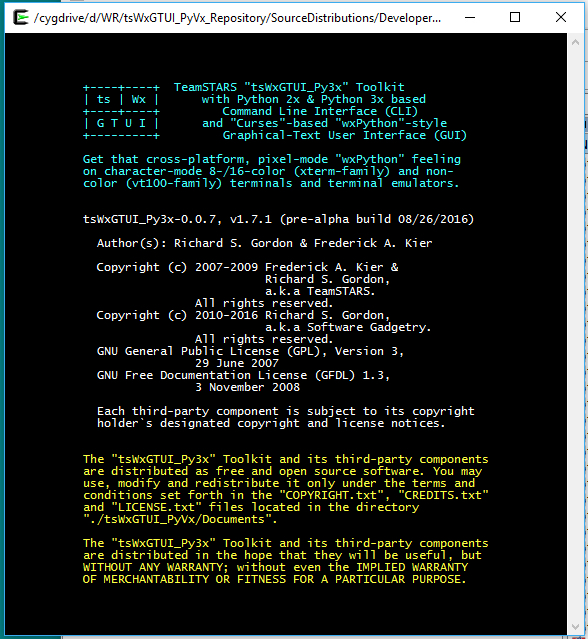 /cygdrive/d/WR/tsWxGTUI_PyVx_Repository/SourceDistributions/Developer...
+----+----+  TeamSTARS "tsWxGTUI_Py3x" Toolkit
| ts | Wx |      with Python 2x & Python 3x based
+----+----+         Command Line Interface (CLI)
| G T U I |      and "Curses"-based "wxPython"-style
+---------+         Graphical-Text User Interface (GUI)
Get that cross-platform, pixel-mode "wxPython" feeling
on character-mode 8-/16-color (xterm-family) and non-
color (vt100-family) terminals and terminal emulators.
tsWxGTUI_Py3x-0.0.7, v1.7.1 (pre-alpha build 08/26/2016)
Author(s): Richard S. Gordon & Frederick A. Kier
Copyright (c) 2007-2009 Frederick A. Kier &
Richard S. Gordon,
a.k.a TeamSTARS.
All rights reserved.
Copyright (c) 2010-2016 Richard S. Gordon,
a.k.a Software Gadgetry.
All rights reserved.
GNU General Public License (GPL), Version 3,
29 June 2007
GNU Free Documentation License (GFDL) 1.3,
3 November 2008
Each third-party component is subject to its copyright
holder`s designated copyright and license notices.
The "tsWxGTUI_Py3x" Toolkit and its third-party components
are distributed as free and open source software. You may
use, modify and redistribute it only under the terms and
conditions set forth in the "COPYRIGHT.txt", "CREDITS.txt"
and "LICENSE.txt" files located in the directory
"./tsWxGTUI_PyVx/Documents".
The "tsWxGTUI_Py3x" Toolkit and its third-party components
are distributed in the hope that they will be useful, but
WITHOUT ANY WARRANTY; without even the IMPLIED WARRANTY
OF MERCHANTABILITY OR FITNESS FOR A PARTICULAR PURPOSE.